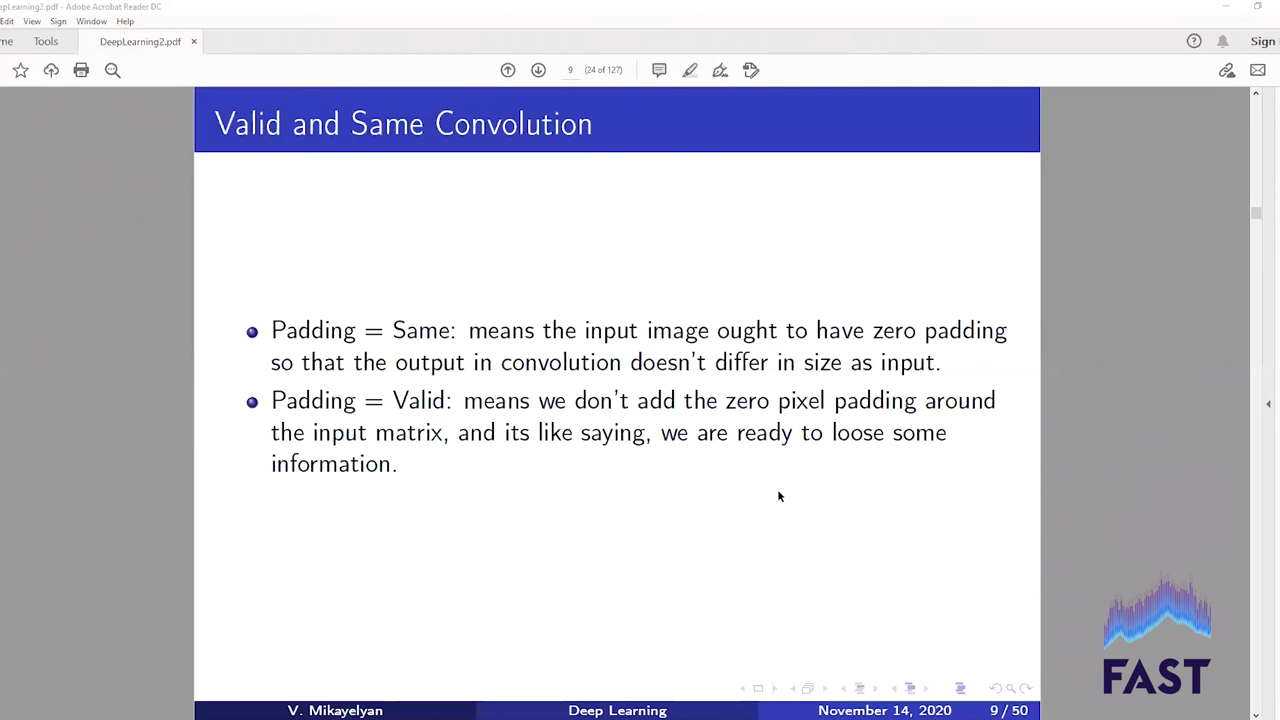 epLearning2.pdf - Adobe Acrobat Reader DC
Edit View Sign Window Help
me Tools DeepLearning2.pdf × Sign
9 (24 of 127)
Valid and Same Convolution
Padding = Same: means the input image ought to have zero padding
so that the output in convolution doesn't differ in size as input.
Padding = Valid: means we don't add the zero pixel padding around
the input matrix, and its like saying, we are ready to loose some
information.
FAST
V. Mikayelyan Deep Learning November 14, 2020 9 / 50